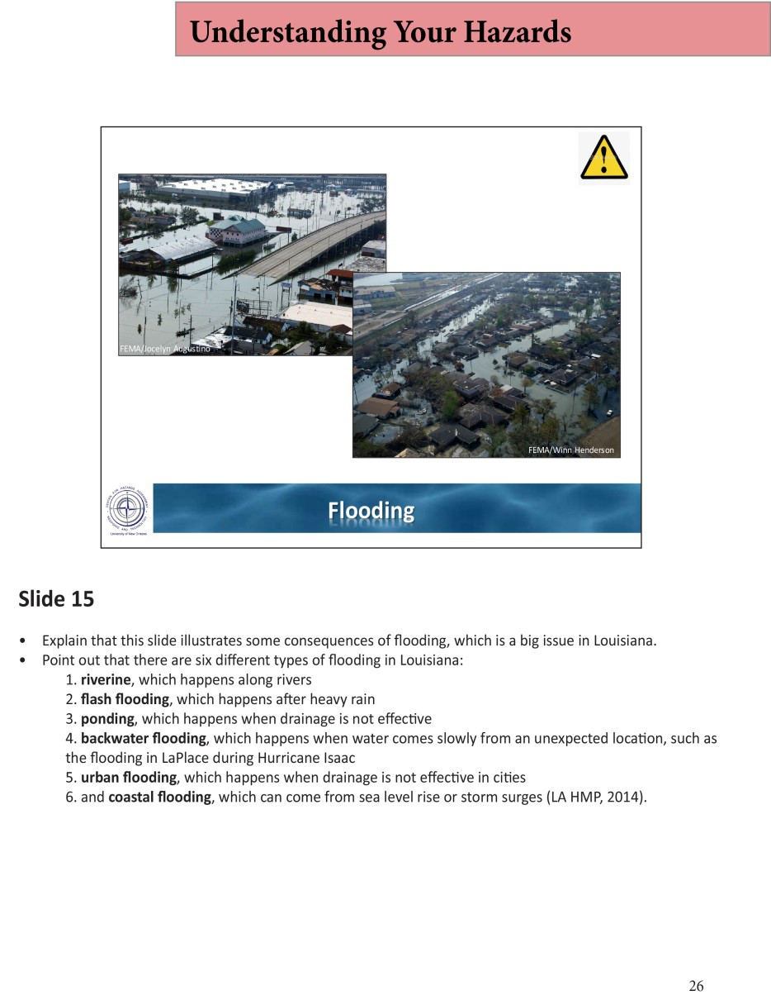 Understanding Your Hazards
FEMA/Jocelyn Augustino
FEMA/Winn Henderson
University of New Orleans
Flooding
Slide 15
• Explain that this slide illustrates some consequences of flooding, which is a big issue in Louisiana.
• Point out that there are six different types of flooding in Louisiana:
1. riverine, which happens along rivers
2. flash flooding, which happens after heavy rain
3. ponding, which happens when drainage is not effective
4. backwater flooding, which happens when water comes slowly from an unexpected location, such as
the flooding in LaPlace during Hurricane Isaac
5. urban flooding, which happens when drainage is not effective in cities
6. and coastal flooding, which can come from sea level rise or storm surges (LA HMP, 2014).
26